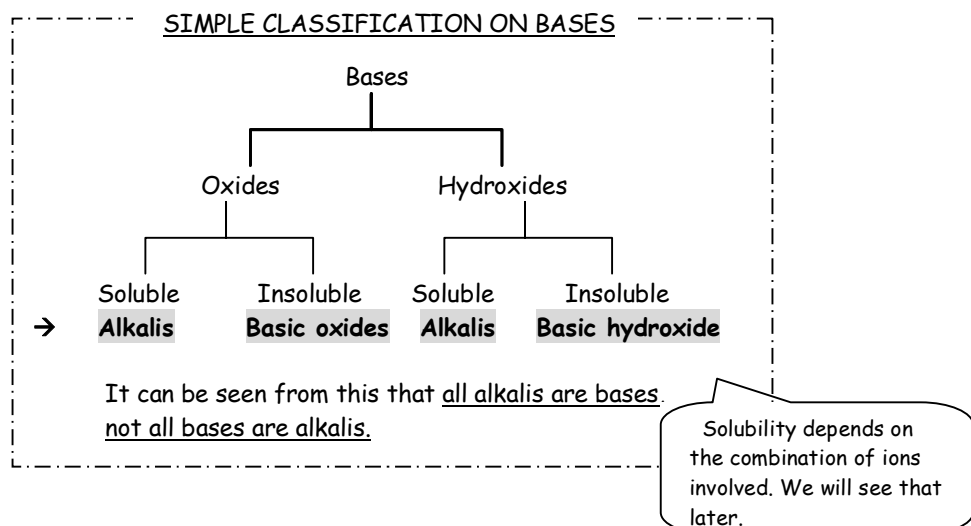 SIMPLE CLASSIFICATION ON BASES
Bases
Oxides Hydroxides
Soluble Insoluble Soluble Insoluble
→ Alkalis Basic oxides Alkalis Basic hydroxide
It can be seen from this that all alkalis are bases.
not all bases are alkalis.
Solubility depends on
the combination of ions
involved. We will see that
later.